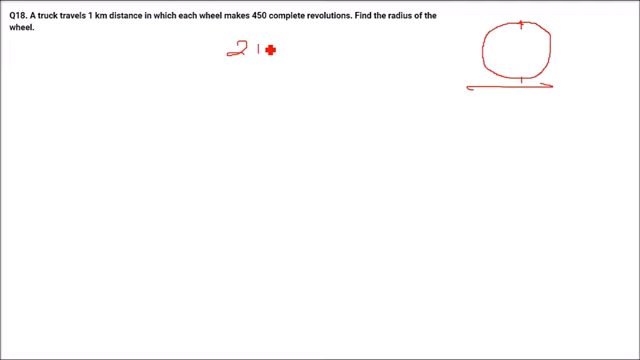 Q18. A truck travels 1 km distance in which each wheel makes 450 complete revolutions. Find the radius of the
wheel.
2 I